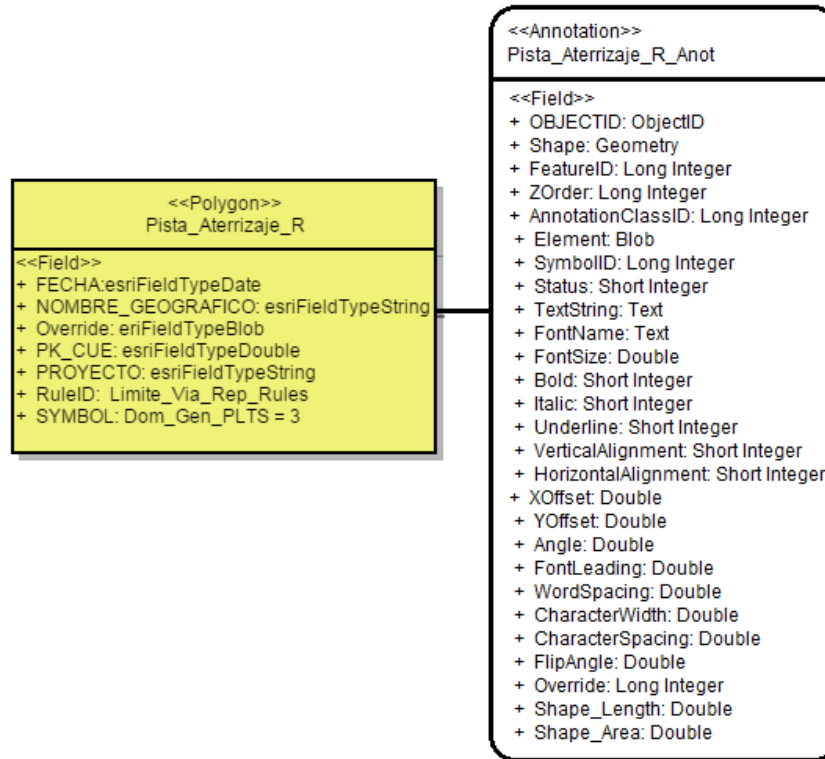 <<Polygon>>
Pista_Aterrizaje_R
<<Field>>
+ FECHA:esriFieldTypeDate
+ NOMBRE_GEOGRAFICO: esriFieldTypeString
+ Override: eriFieldTypeBlob
+ PK_CUE: esriFieldTypeDouble
+ PROYECTO: esriFieldTypeString
+ RuleID: Limite_Via_Rep_Rules
+ SYMBOL: Dom_Gen_PLTS = 3
<<Annotation>>
Pista_Aterrizaje_R_Anot
<<Field>>
+ OBJECTID: ObjectID
+ Shape: Geometry
+ FeatureID: Long Integer
+ ZOrder: Long Integer
+ AnnotationClassID: Long Integer
+ Element: Blob
+ SymbolID: Long Integer
+ Status: Short Integer
+ TextString: Text
+ FontName: Text
+ FontSize: Double
+ Bold: Short Integer
+ Italic: Short Integer
+ Underline: Short Integer
+ VerticalAlignment: Short Integer
+ HorizontalAlignment: Short Integer
+ XOffset: Double
+ YOffset: Double
+ Angle: Double
+ FontLeading: Double
+ WordSpacing: Double
+ CharacterWidth: Double
+ CharacterSpacing: Double
+ FlipAngle: Double
+ Override: Long Integer
+ Shape_Length: Double
+ Shape_Area: Double